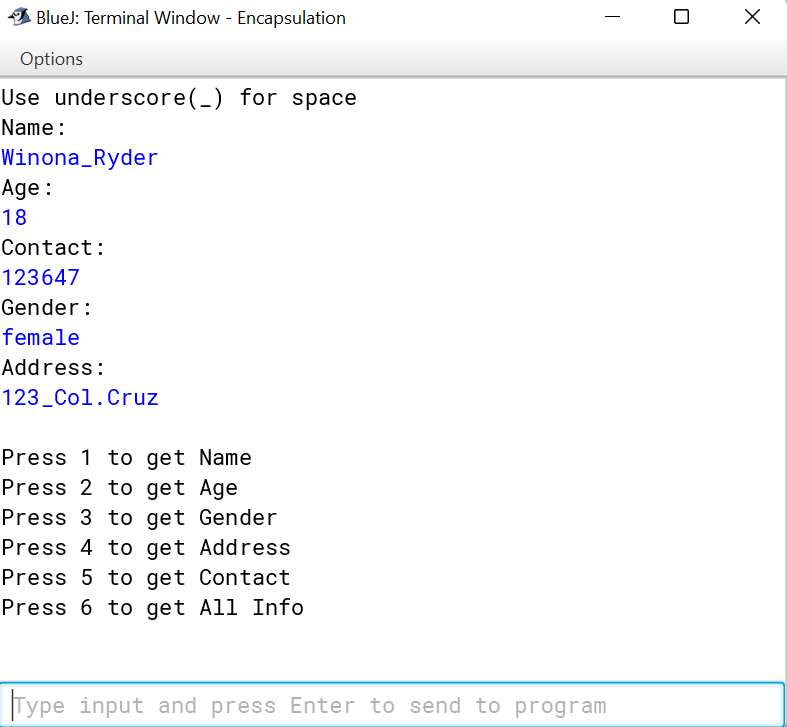 BlueJ: Terminal Window - Encapsulation
Options
Use underscore(_) for space
Name:
Winona_Ryder
Age:
18
Contact:
123647
Gender:
female
Address:
123_Col.Cruz
Press 1 to get Name
Press 2 to get Age
Press 3 to get Gender
Press 4 to get Address
Press 5 to get Contact
Press 6 to get All Info
Type input and press Enter to send to program